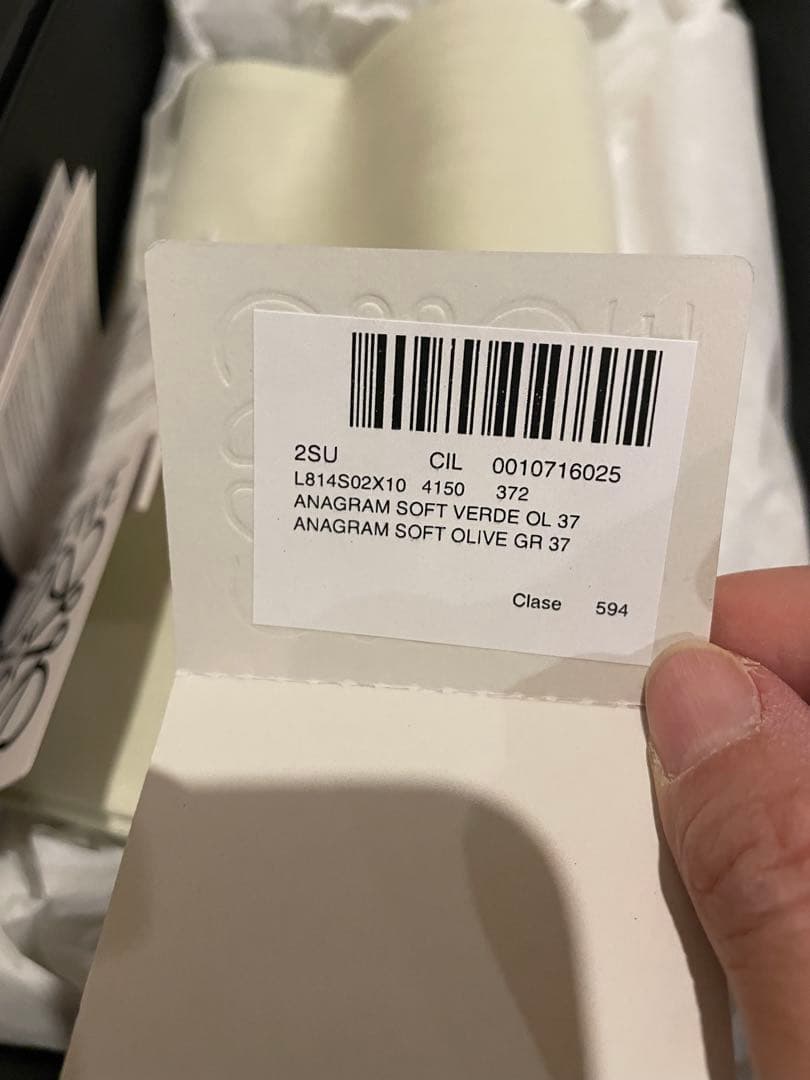 2SU CIL 0010716025
L814S02X10 4150 372
ANAGRAM SOFT VERDE OL 37
ANAGRAM SOFT OLIVE GR 37
Clase 594